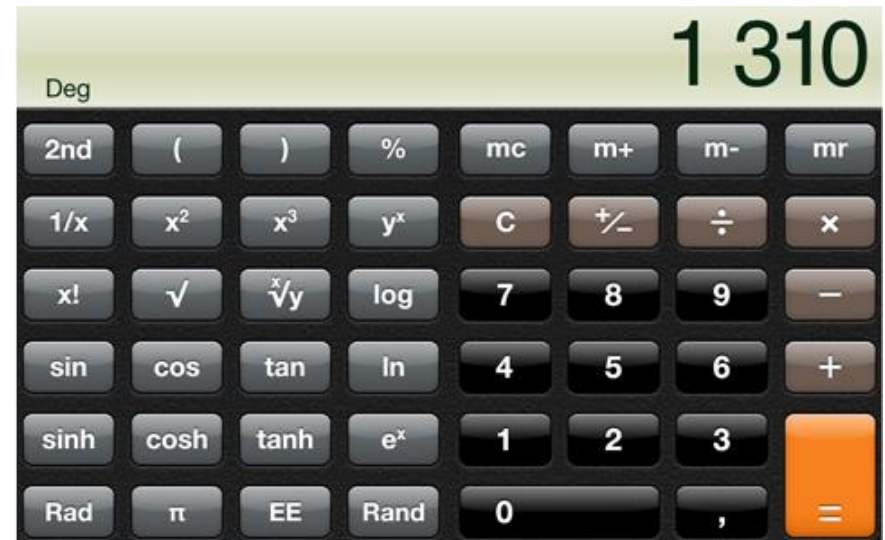 1 310
Deg
2nd ( ) % mc m+ m- mr
1/x x² x³ yˣ C +/− ÷ ×
x! √ ˣ√y log 7 8 9 −
sin cos tan ln 4 5 6 +
sinh cosh tanh eˣ 1 2 3
Rad π EE Rand 0 , =